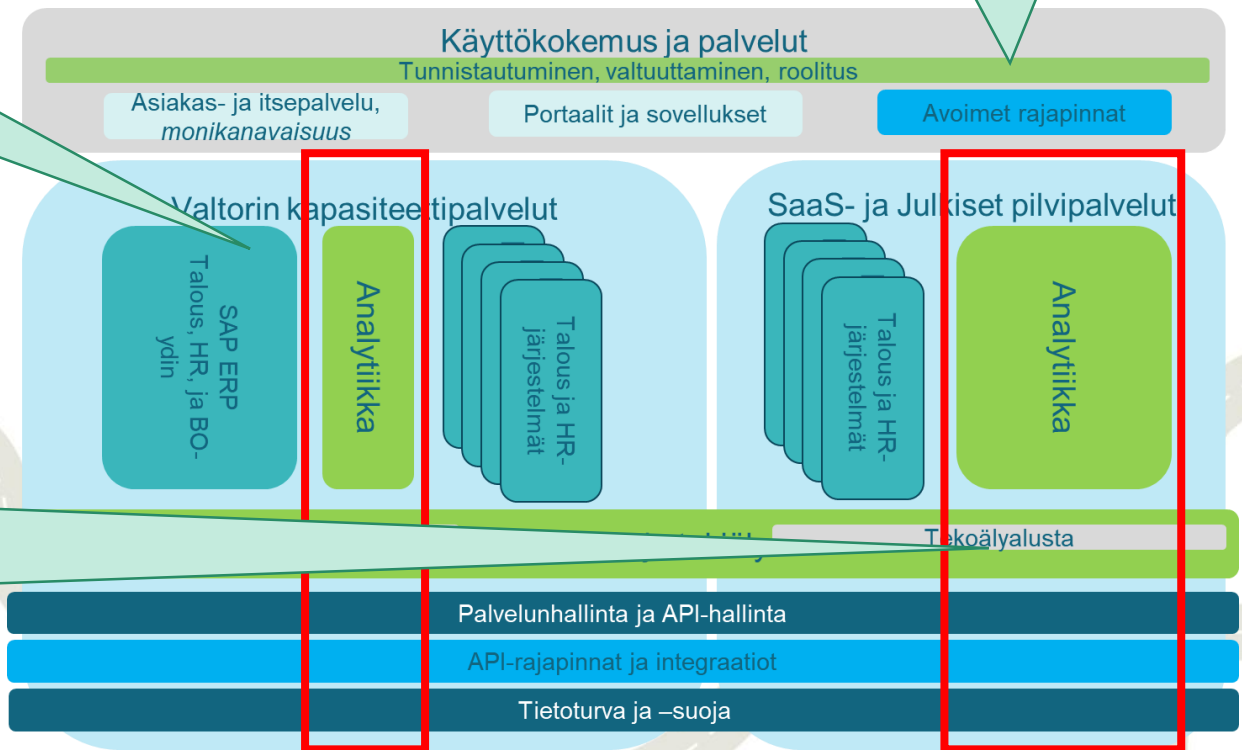 Käyttökokemus ja palvelut
Tunnistautuminen, valtuuttaminen, roolitus
Asiakas- ja itsepalvelu,
monikanavaisuus
Portaalit ja sovellukset
Avoimet rajapinnat
Valtorin kapasiteettipalvelut
SAP ERP
Talous, HR, ja BO-
ydin
Analytiikka
Talous ja HR-
järjestelmät
SaaS- ja Julkiset pilvipalvelut
Talous ja HR-
järjestelmät
Analytiikka
Tekoälyalusta
Palvelunhallinta ja API-hallinta
API-rajapinnat ja integraatiot
Tietoturva ja –suoja